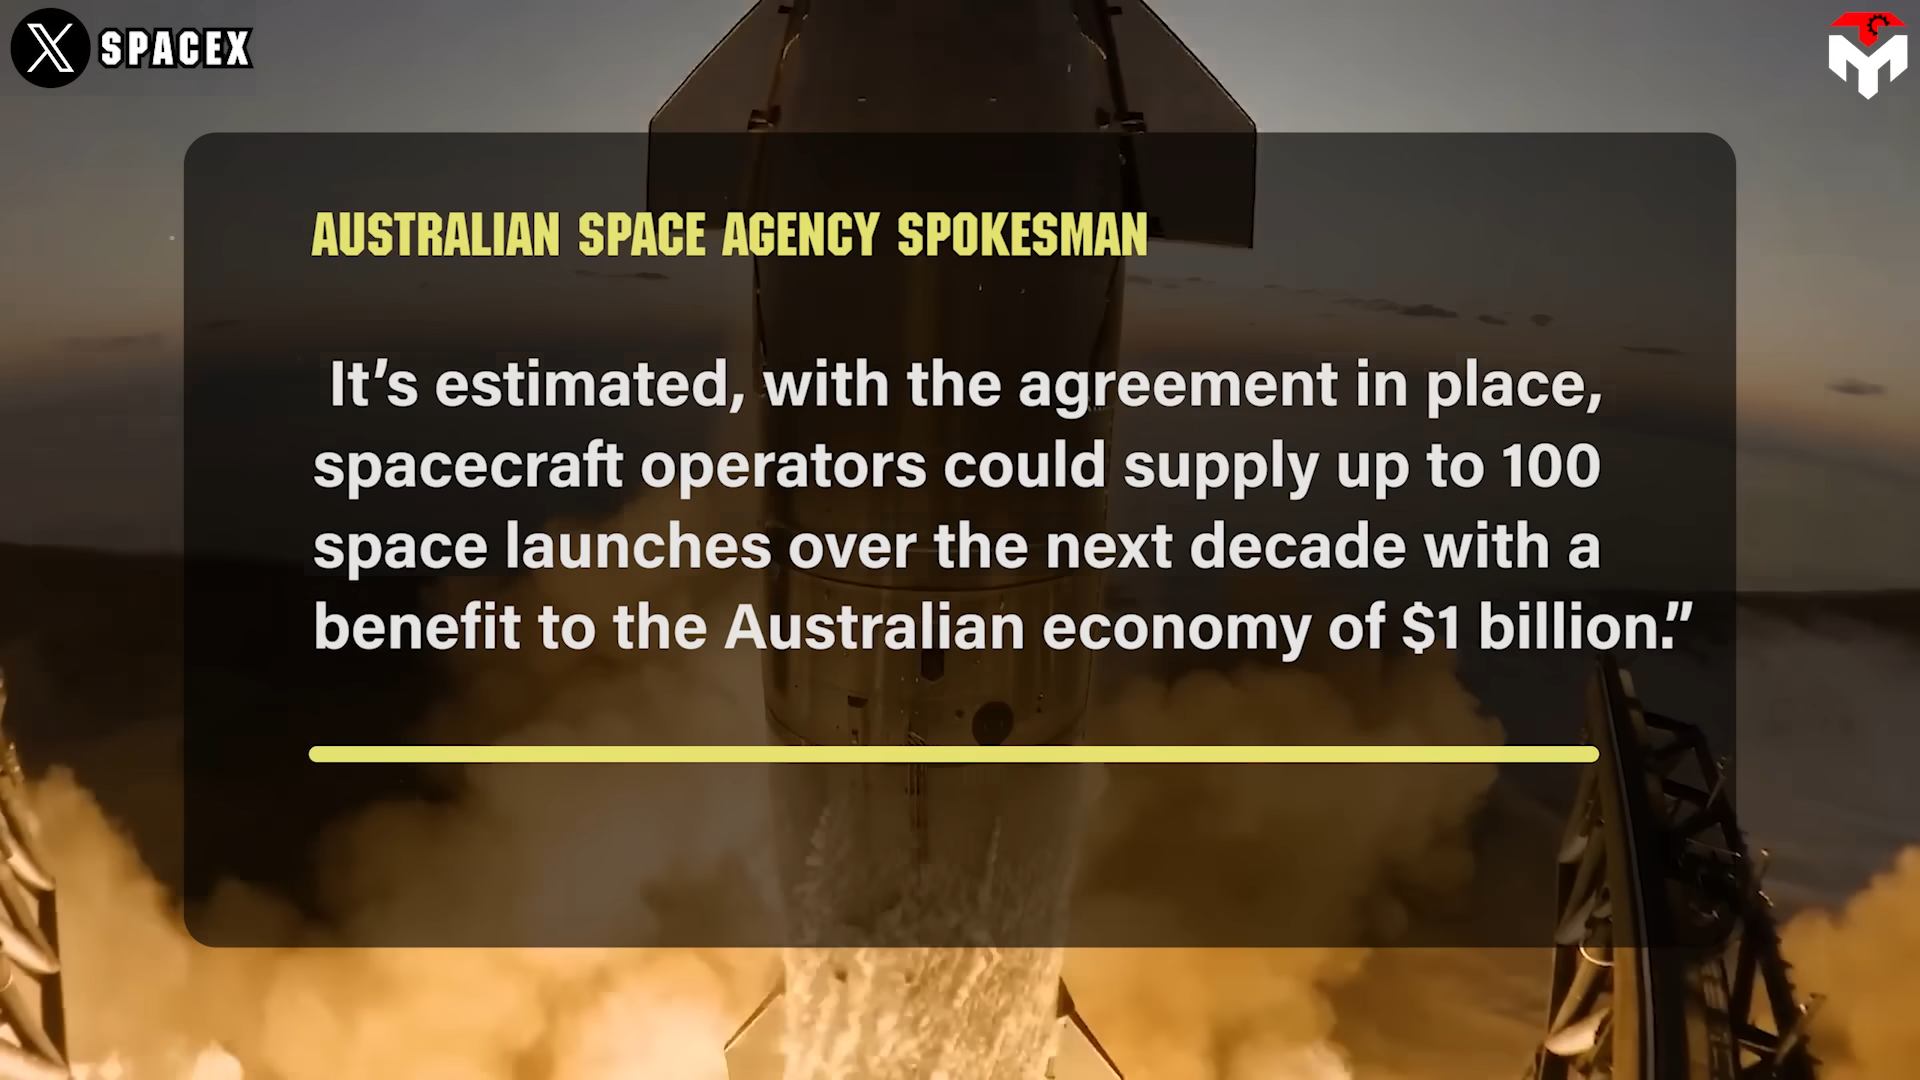 SPACEX
AUSTRALIAN SPACE AGENCY SPOKESMAN
It’s estimated, with the agreement in place,
spacecraft operators could supply up to 100
space launches over the next decade with a
benefit to the Australian economy of $1 billion.”